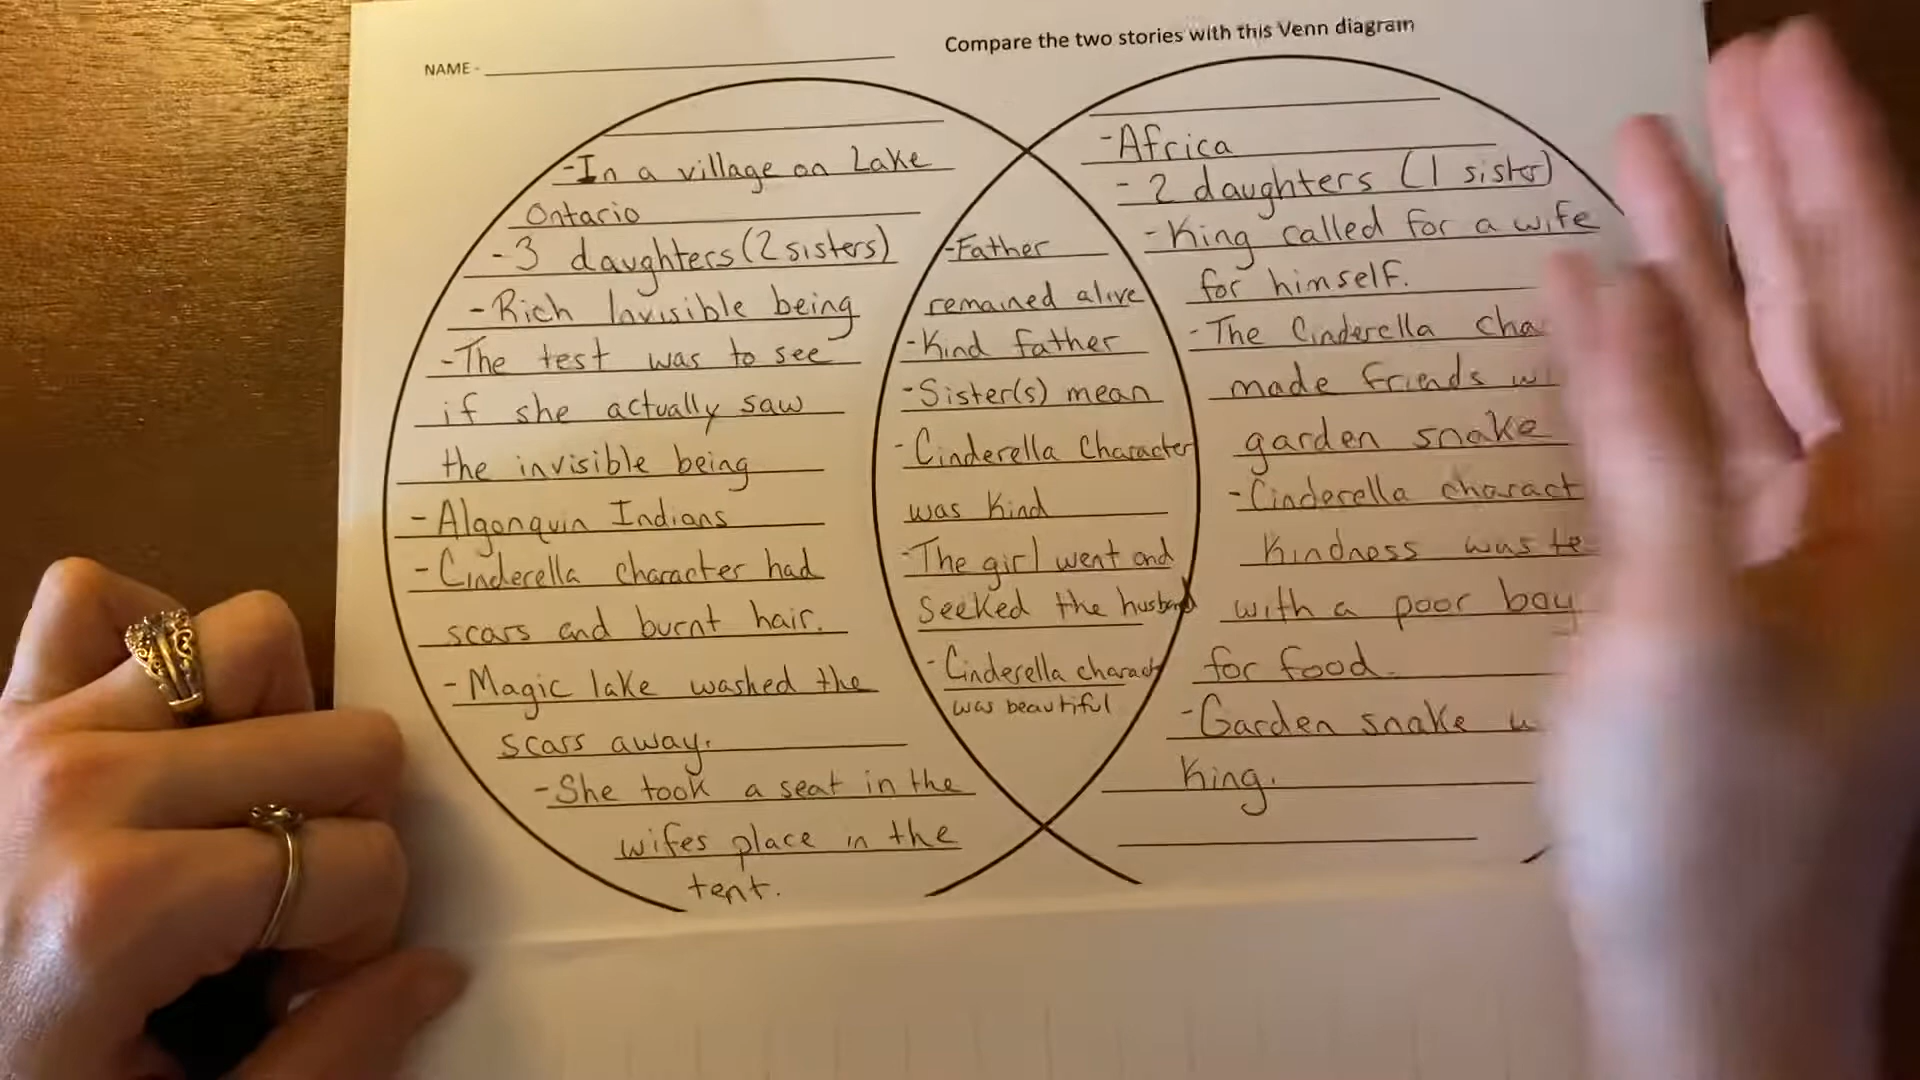 NAME -
Compare the two stories with this Venn diagram
-In a village on Lake
Ontario
-3 daughters (2 sisters)
-Rich Invisible being
-The test was to see
if she actually saw
the invisible being
-Algonquin Indians
-Cinderella character had
scars and burnt hair.
-Magic lake washed the
scars away.
-She took a seat in the
wifes place in the
tent.
-Father
remained alive
-Kind father
-Sister(s) mean
-Cinderella Character
was kind
-The girl went and
seeked the husband
-Cinderella charact
was beautiful
-Africa
-2 daughters (1 sister)
-King called for a wife
for himself.
-The Cinderella cha
made friends w
garden snake
-Cinderella charact
kindness was te
with a poor boy
for food.
-Garden snake
King.